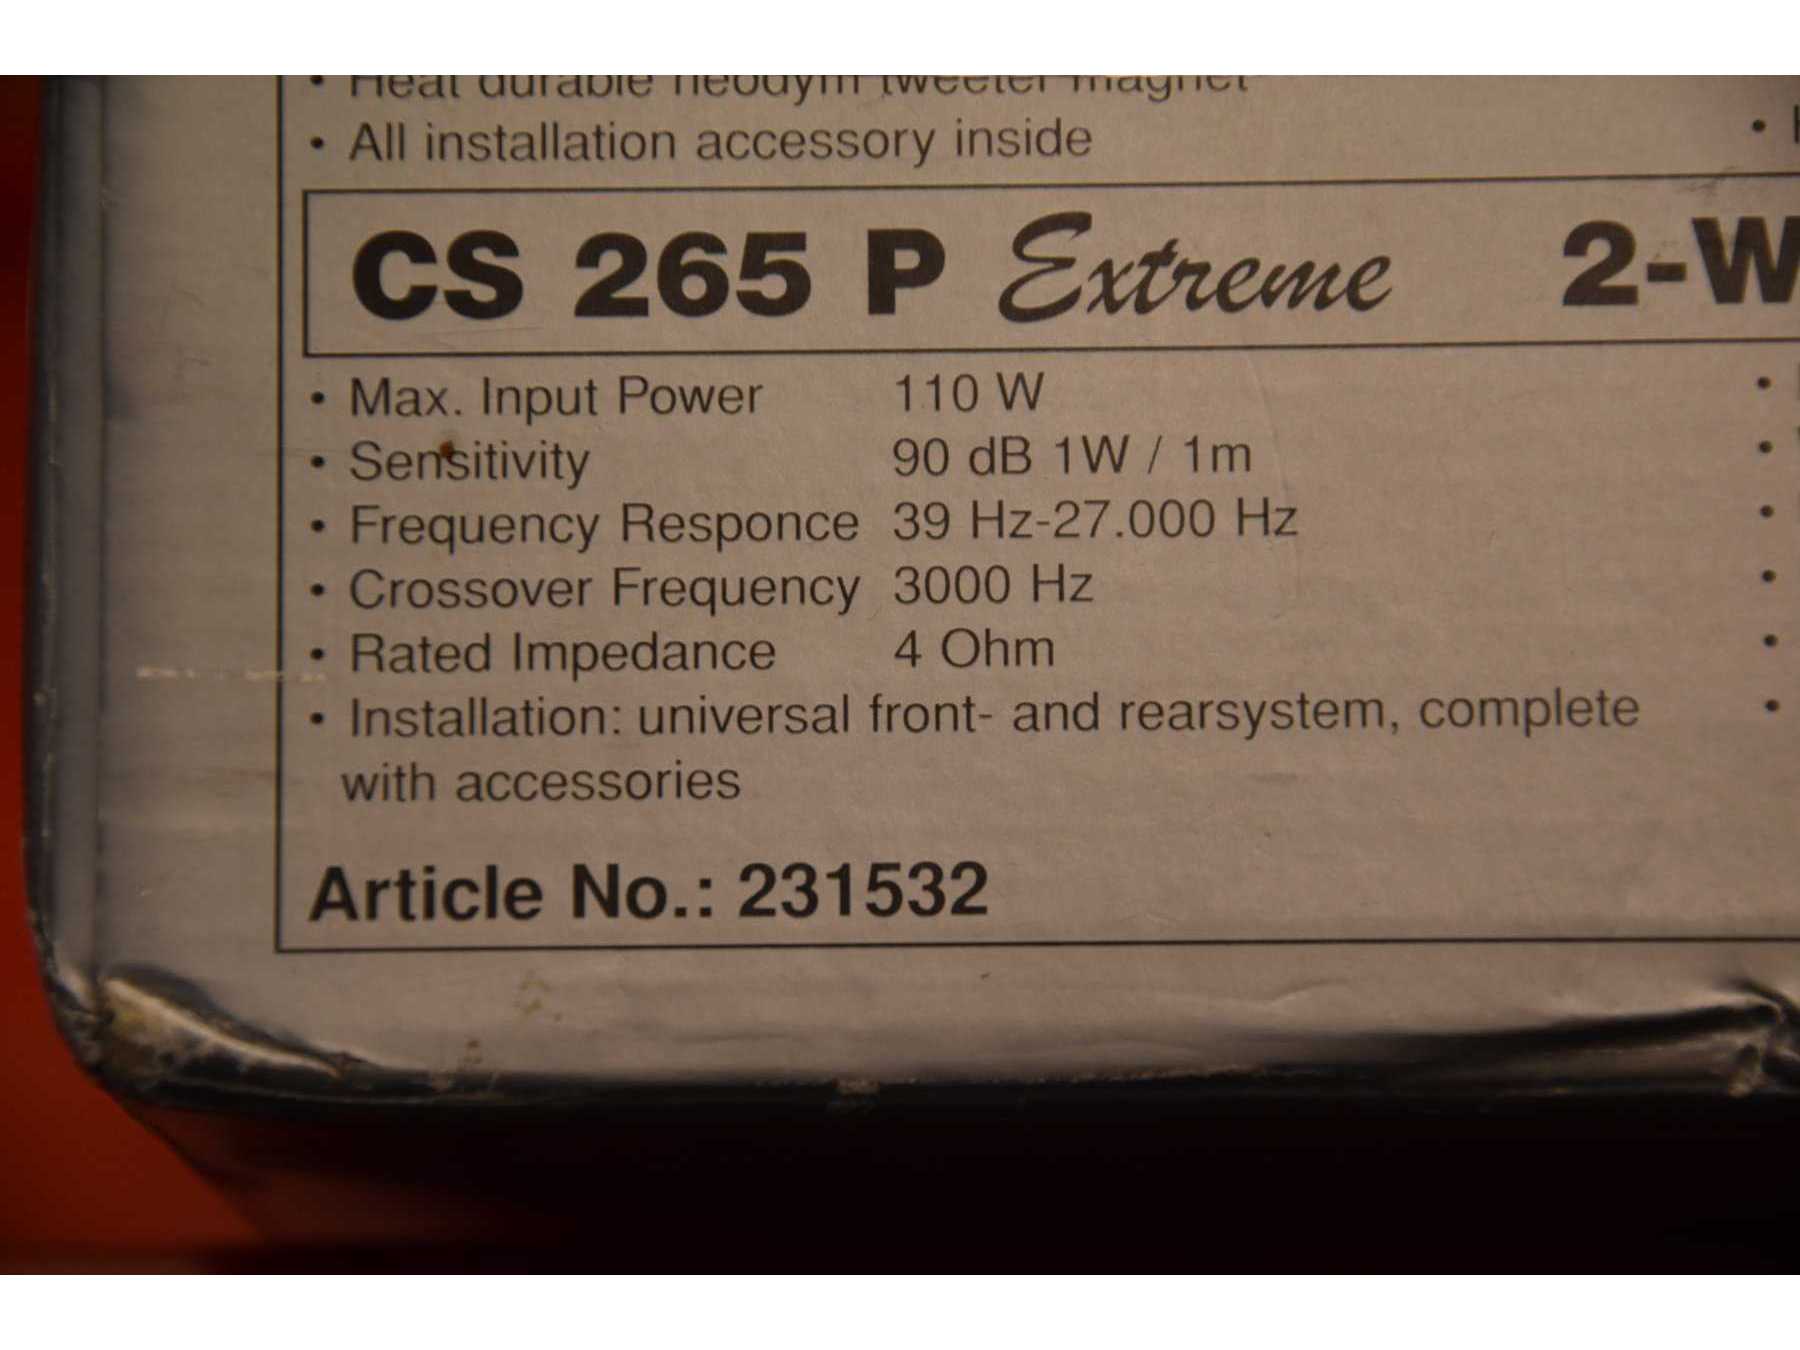 • Heat durable neodym tweeter magnet
• All installation accessory inside
CS 265 P Extreme 2-W
• Max. Input Power 110 W
• Sensitivity 90 dB 1W / 1m
• Frequency Responce 39 Hz-27.000 Hz
• Crossover Frequency 3000 Hz
• Rated Impedance 4 Ohm
• Installation: universal front- and rearsystem, complete
with accessories
Article No.: 231532